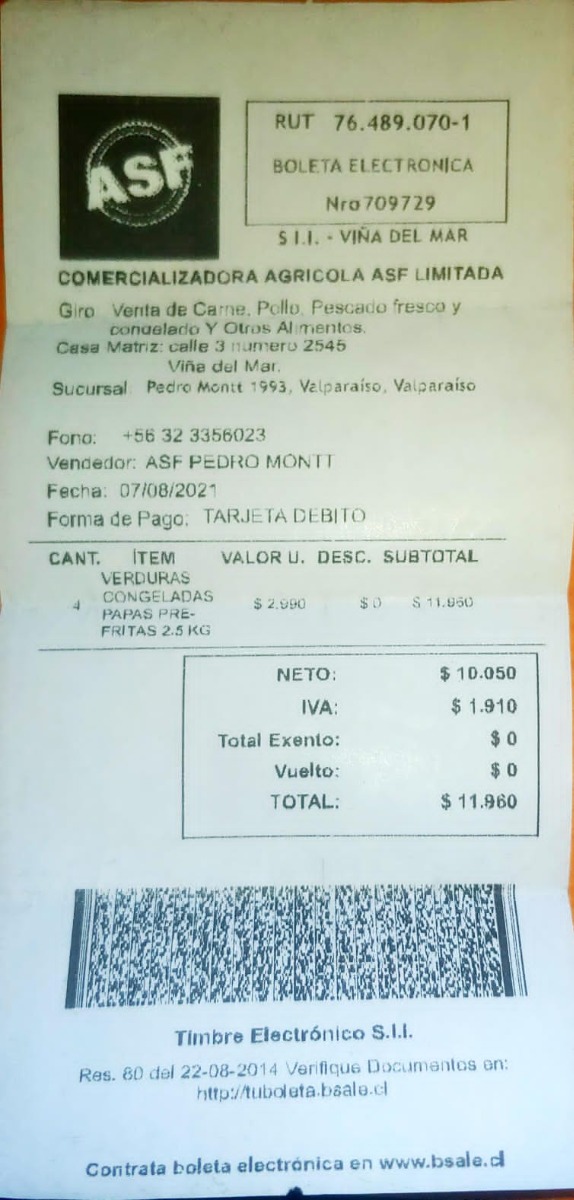 ASF
RUT 76.489.070-1
BOLETA ELECTRONICA
Nro 709729
S I.I. - VIÑA DEL MAR
COMERCIALIZADORA AGRICOLA ASF LIMITADA
Giro Venta de Carne, Pollo, Pescado fresco y
congelado Y Otros Alimentos.
Casa Matriz: calle 3 numero 2545
Viña del Mar.
Sucursal Pedro Montt 1993, Valparaíso, Valparaíso
Fono: +56 32 3356023
Vendedor: ASF PEDRO MONTT
Fecha: 07/08/2021
Forma de Pago: TARJETA DEBITO
CANT. ÍTEM VALOR U. DESC. SUBTOTAL
VERDURAS
4 CONGELADAS $ 2.990 $ 0 $ 11.960
PAPAS PRE-
FRITAS 2.5 KG
NETO: $ 10.050
IVA: $ 1.910
Total Exento: $ 0
Vuelto: $ 0
TOTAL: $ 11.960
Timbre Electrónico S.I.I.
Res. 80 del 22-08-2014 Verifique Documentos en:
http://tuboleta.bsale.cl
Contrata boleta electrónica en www.bsale.cl